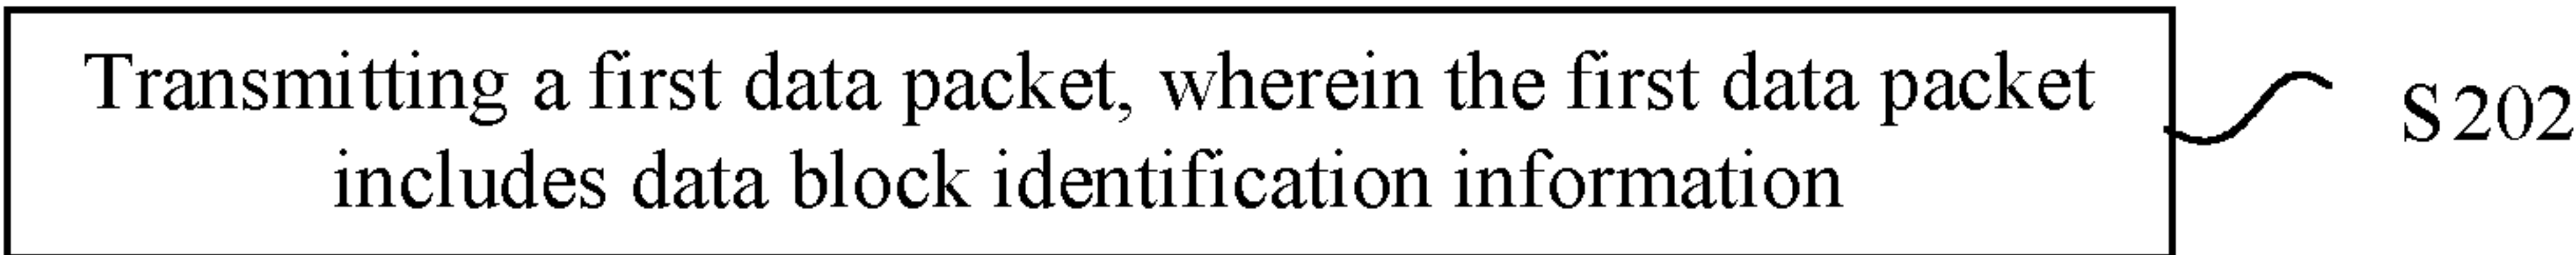 Transmitting a first data packet, wherein the first data packet
includes data block identification information
S202